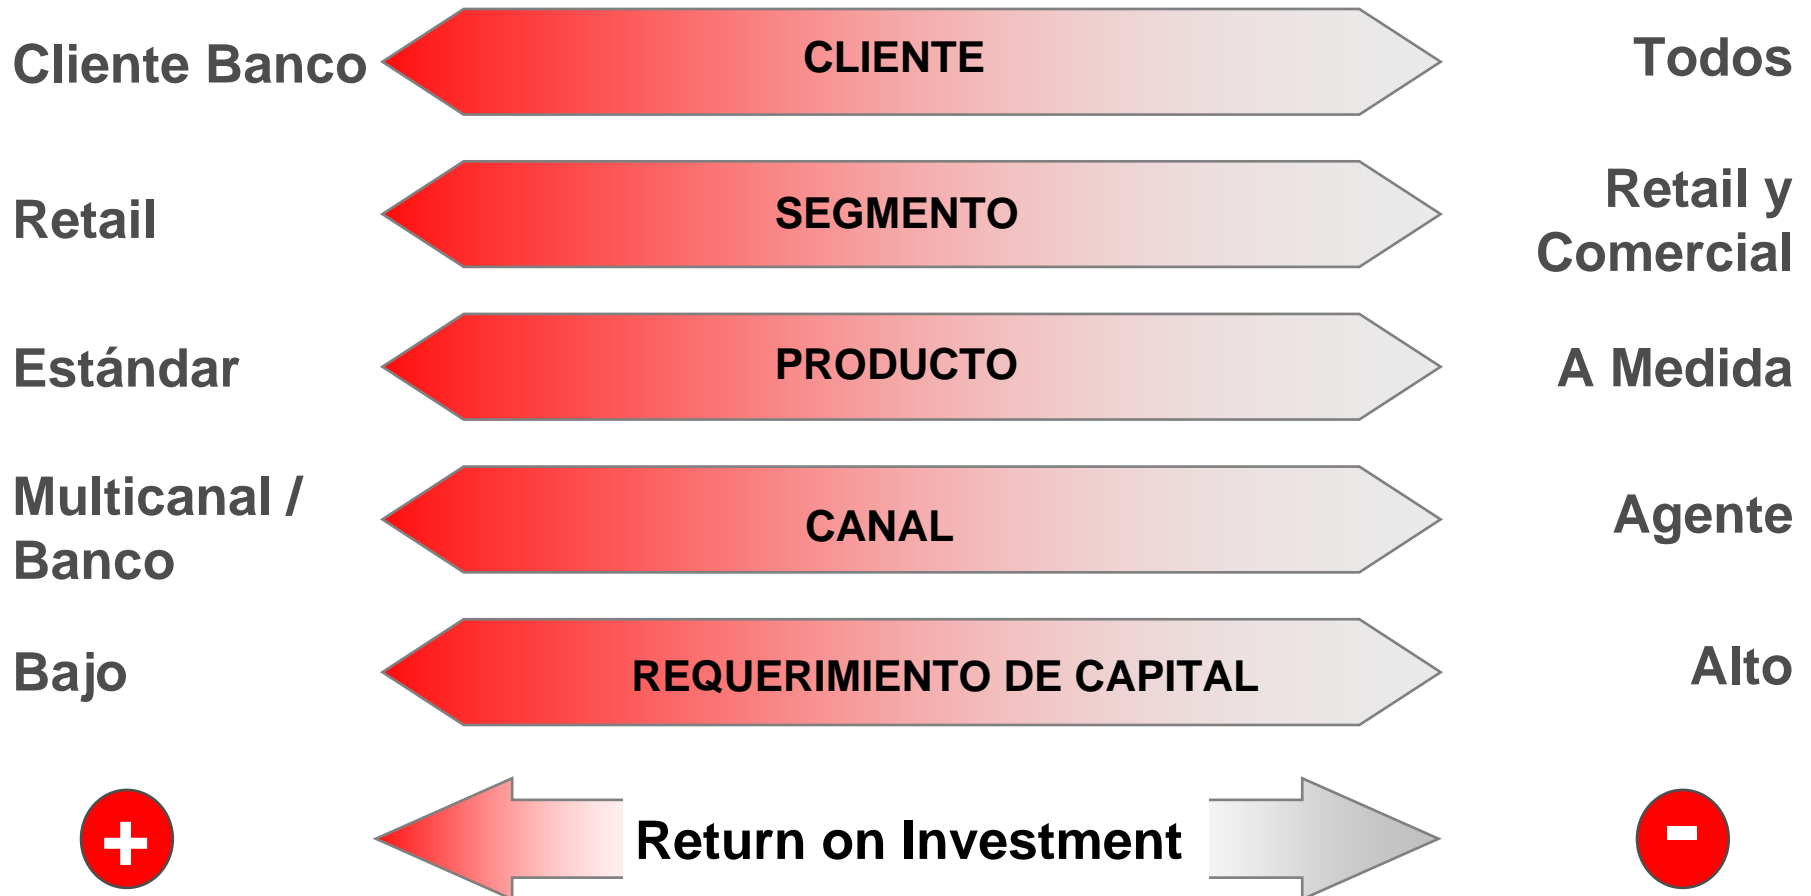 Cliente Banco
CLIENTE
Todos
Retail
SEGMENTO
Retail y
Comercial
Estándar
PRODUCTO
A Medida
Multicanal /
Banco
CANAL
Agente
Bajo
REQUERIMIENTO DE CAPITAL
Alto
+
Return on Investment
-